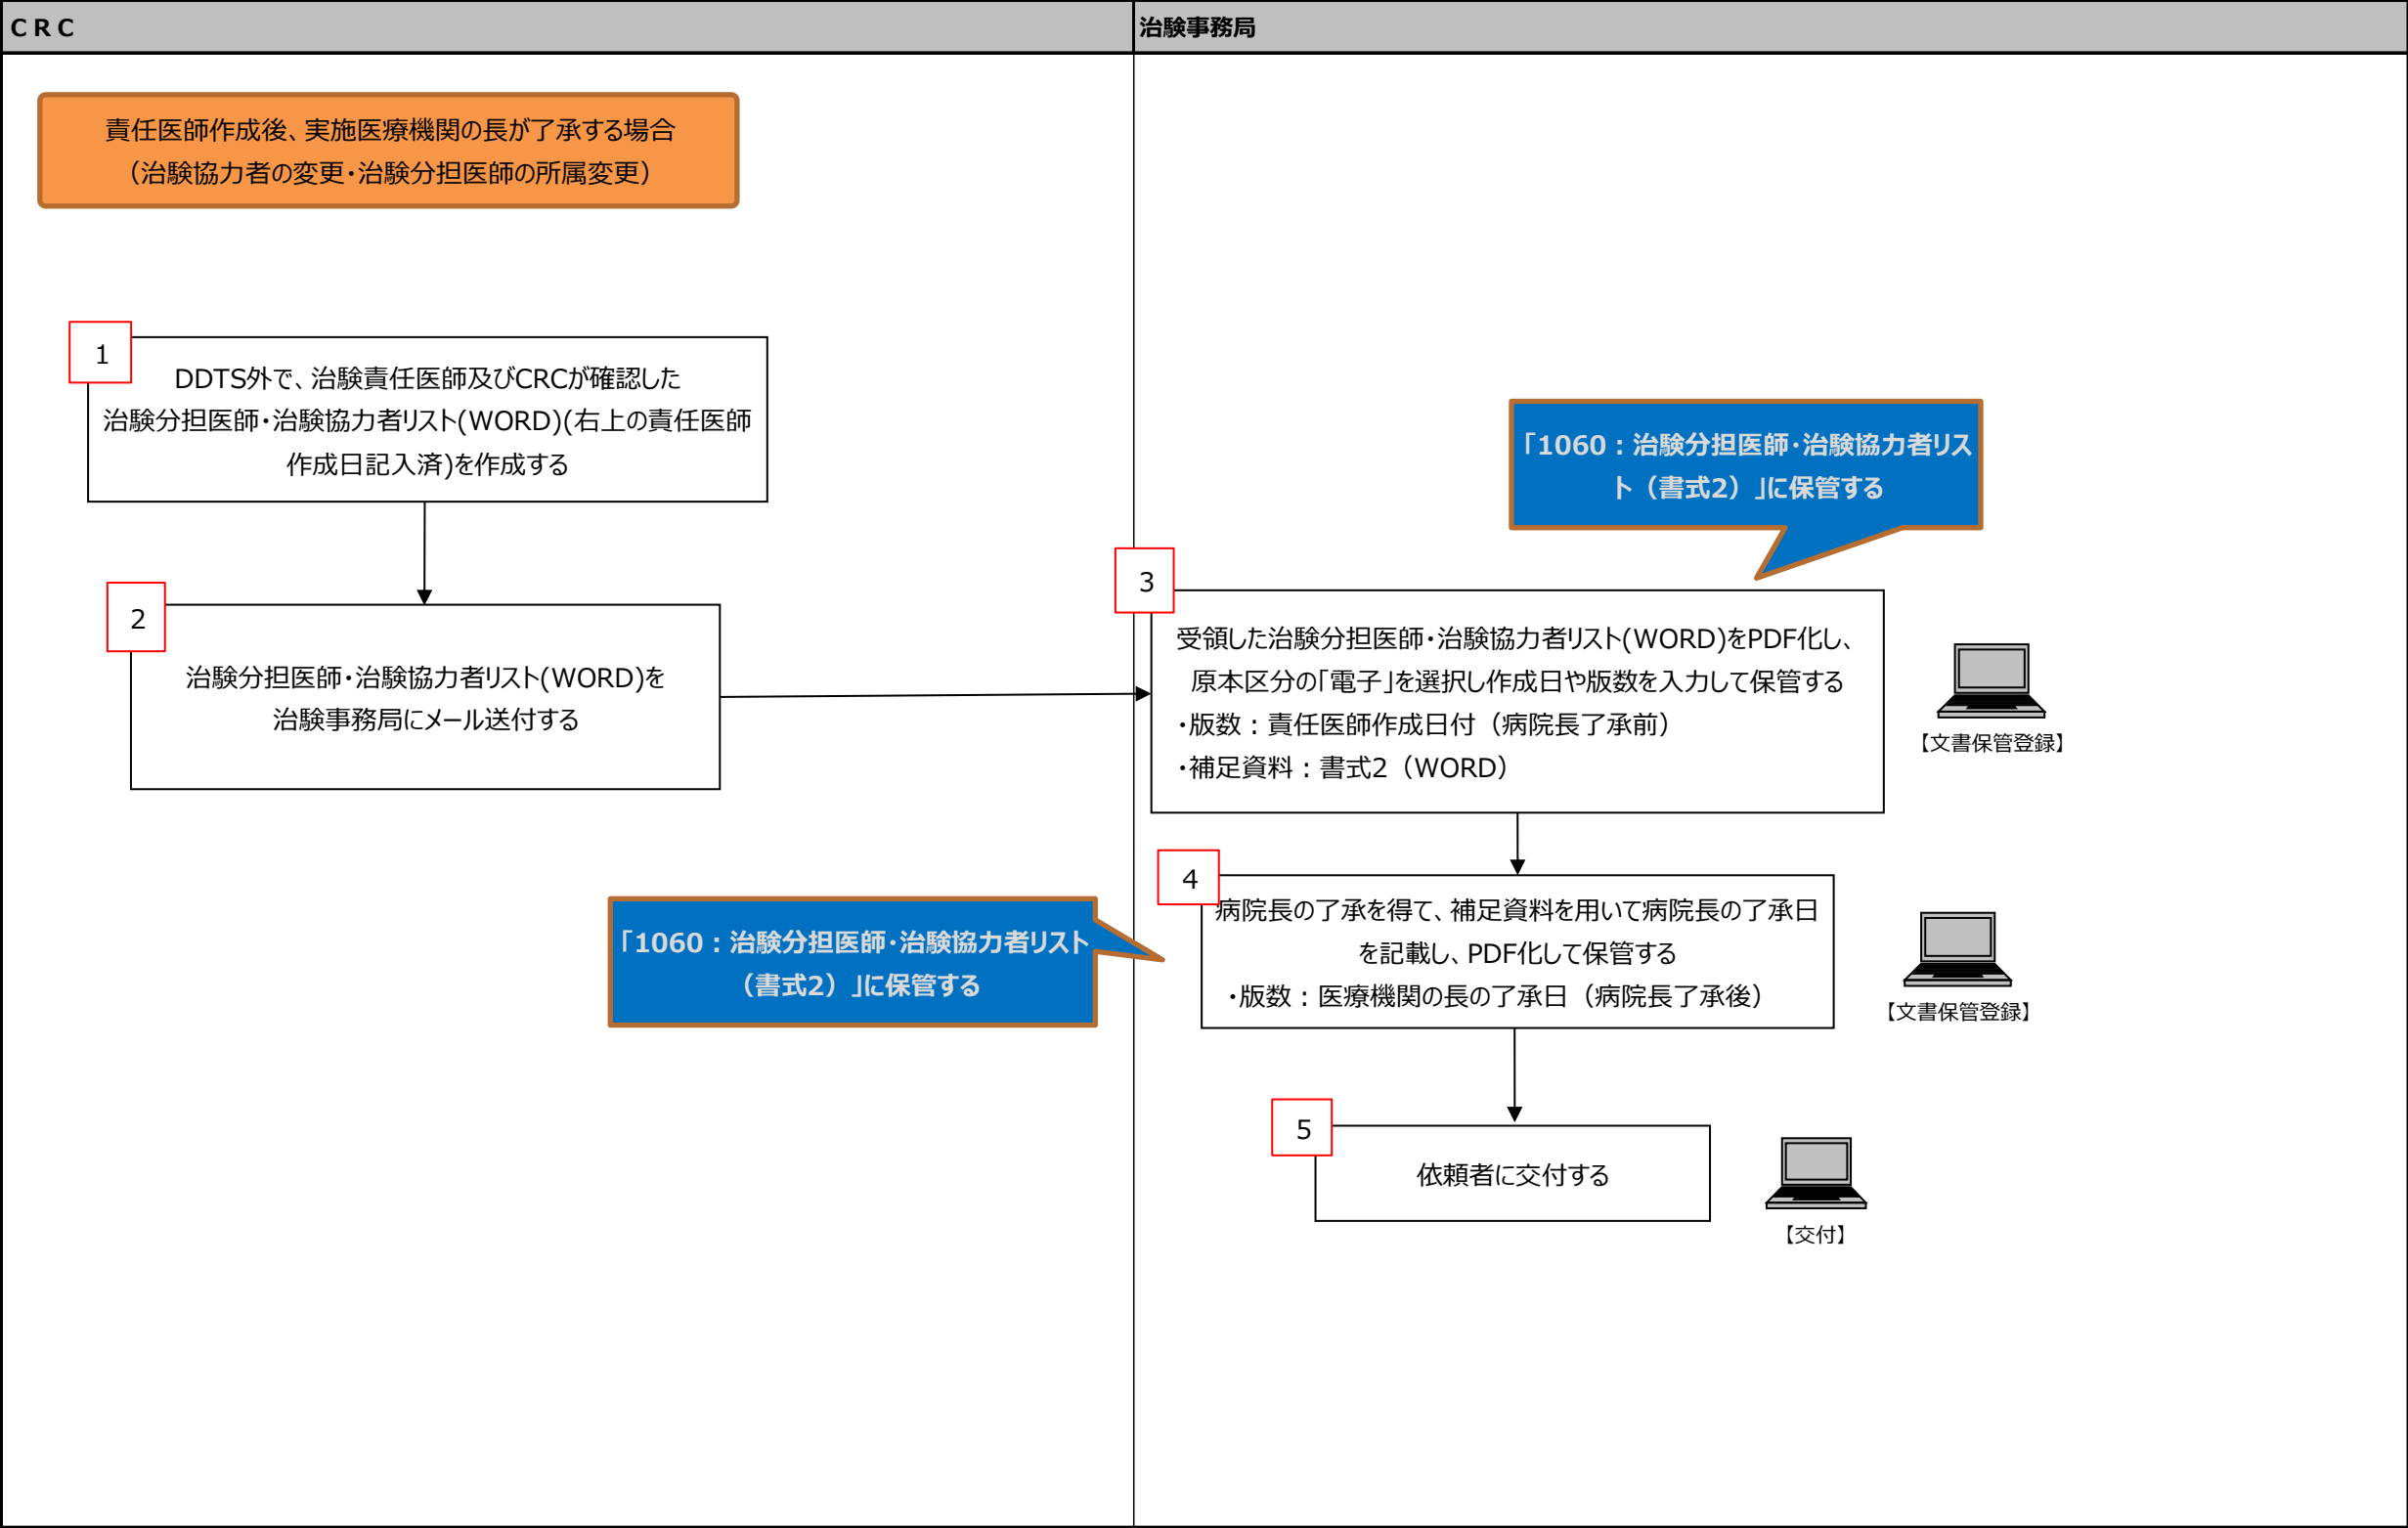 ＣＲＣ
治験事務局
責任医師作成後、実施医療機関の長が了承する場合
（治験協力者の変更・治験分担医師の所属変更）
1
DDTS外で、治験責任医師及びCRCが確認した
治験分担医師・治験協力者リスト(WORD)(右上の責任医師
作成日記入済)を作成する
2
治験分担医師・治験協力者リスト(WORD)を
治験事務局にメール送付する
「1060：治験分担医師・治験協力者リス
ト（書式2）」に保管する
3
受領した治験分担医師・治験協力者リスト(WORD)をPDF化し、
原本区分の「電子」を選択し作成日や版数を入力して保管する
・版数：責任医師作成日付（病院長了承前）
・補足資料：書式2（WORD）
【文書保管登録】
「1060：治験分担医師・治験協力者リスト
（書式2）」に保管する
4
病院長の了承を得て、補足資料を用いて病院長の了承日
を記載し、PDF化して保管する
・版数：医療機関の長の了承日（病院長了承後）
【文書保管登録】
5
依頼者に交付する
【交付】